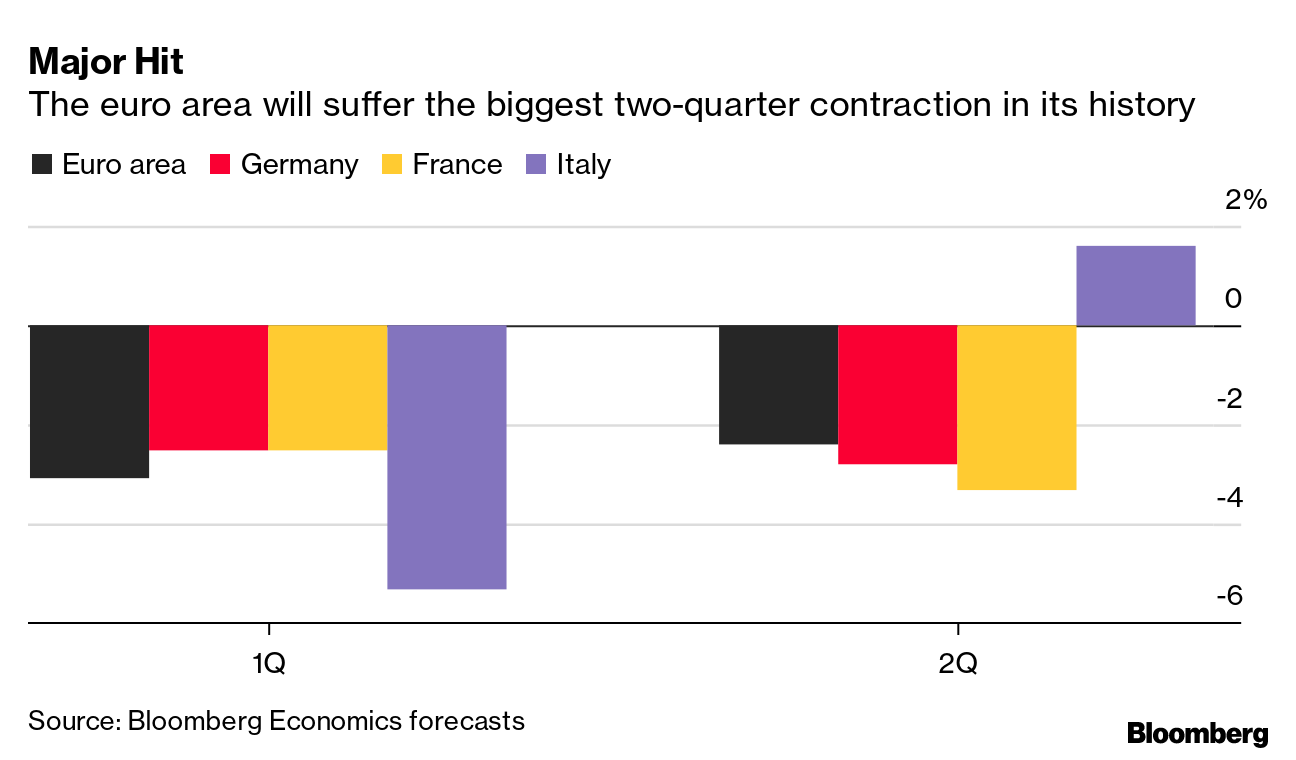 Major Hit
The euro area will suffer the biggest two-quarter contraction in its history
Euro area Germany France Italy
2%
0
-2
-4
-6
1Q 2Q
Source: Bloomberg Economics forecasts
Bloomberg